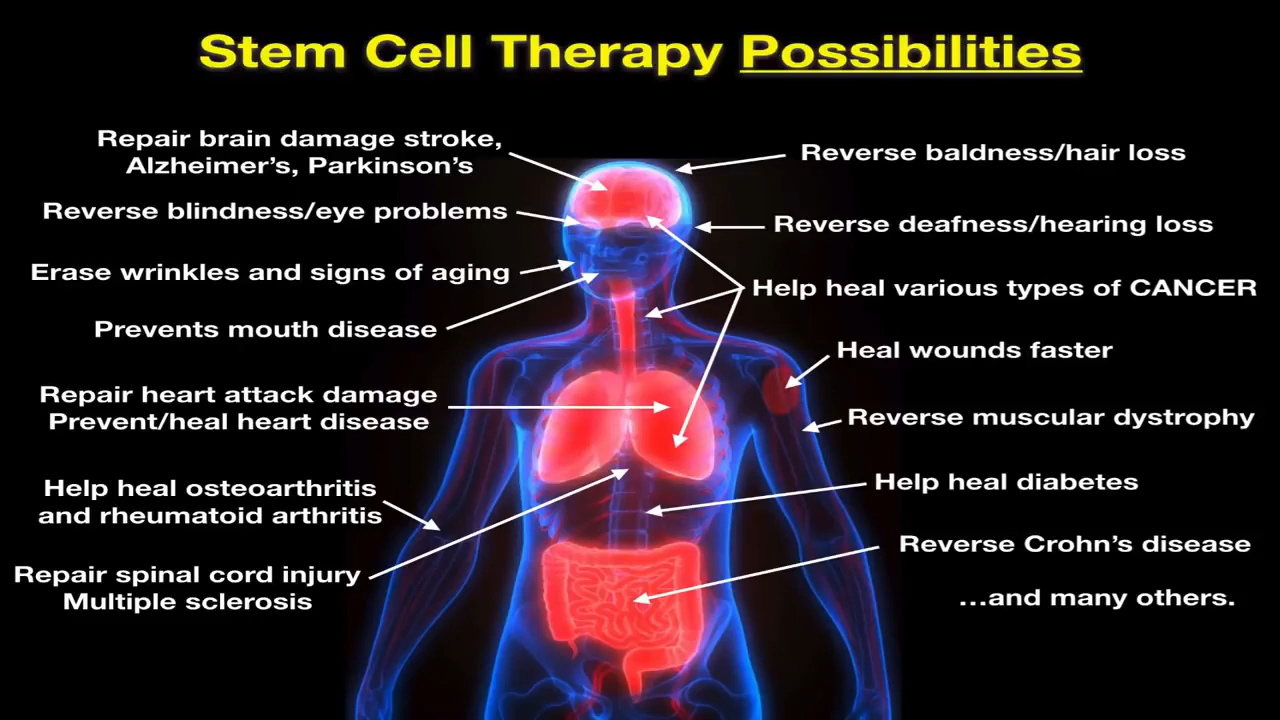 Stem Cell Therapy Possibilities
Repair brain damage stroke,
Alzheimer’s, Parkinson’s
Reverse blindness/eye problems
Erase wrinkles and signs of aging
Prevents mouth disease
Repair heart attack damage
Prevent/heal heart disease
Help heal osteoarthritis
and rheumatoid arthritis
Repair spinal cord injury
Multiple sclerosis
Reverse baldness/hair loss
Reverse deafness/hearing loss
Help heal various types of CANCER
Heal wounds faster
Reverse muscular dystrophy
Help heal diabetes
Reverse Crohn’s disease
...and many others.